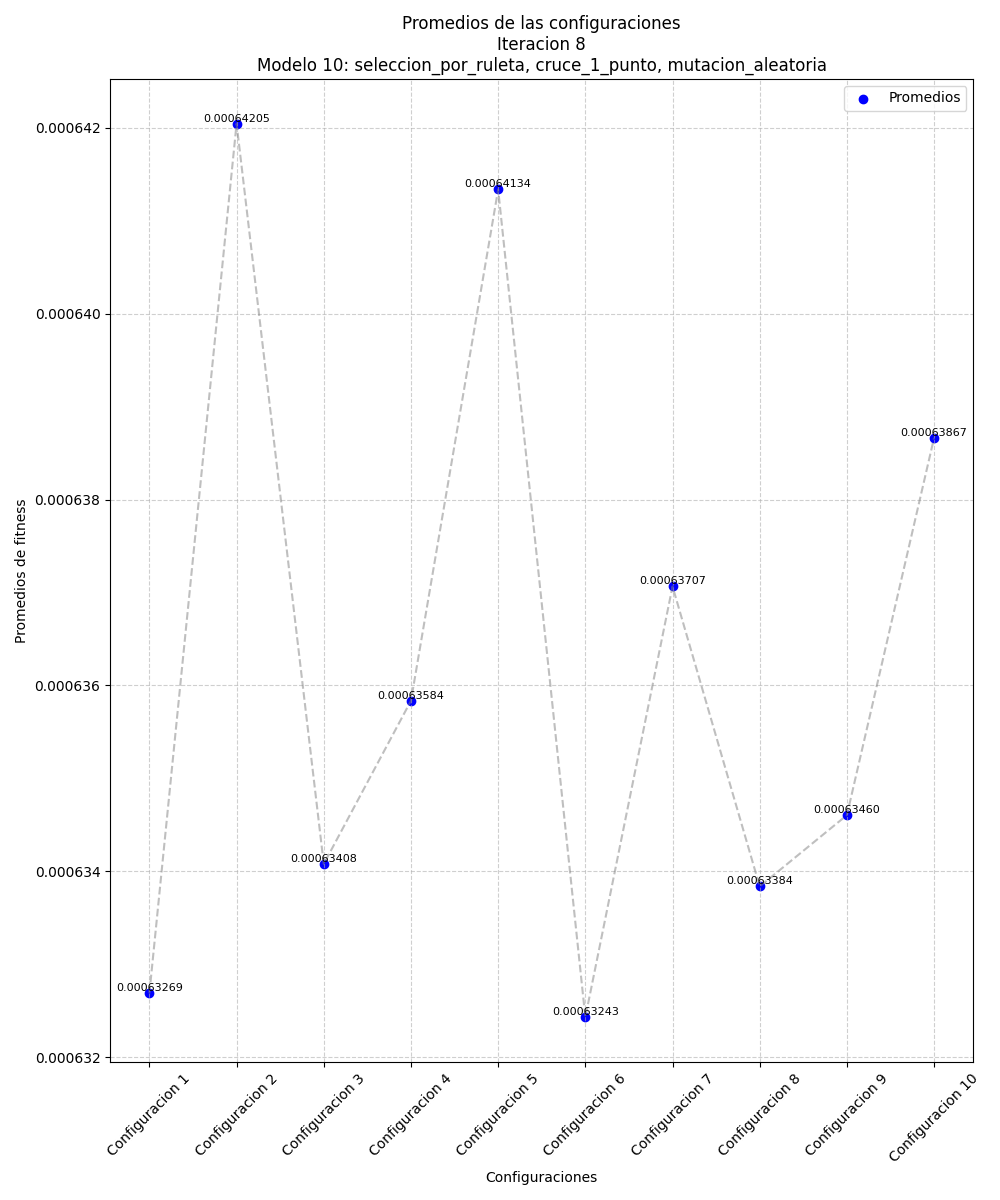 Promedios de las configuraciones
Iteracion 8
Modelo 10: seleccion_por_ruleta, cruce_1_punto, mutacion_aleatoria
Promedios
0.000642
0.000640
0.000638
0.000636
0.000634
0.000632
Promedios de fitness
0.00063269
0.00064205
0.00063408
0.00063584
0.00064134
0.00063243
0.00063707
0.00063384
0.00063460
0.00063867
Configuracion 1
Configuracion 2
Configuracion 3
Configuracion 4
Configuracion 5
Configuracion 6
Configuracion 7
Configuracion 8
Configuracion 9
Configuracion 10
Configuraciones